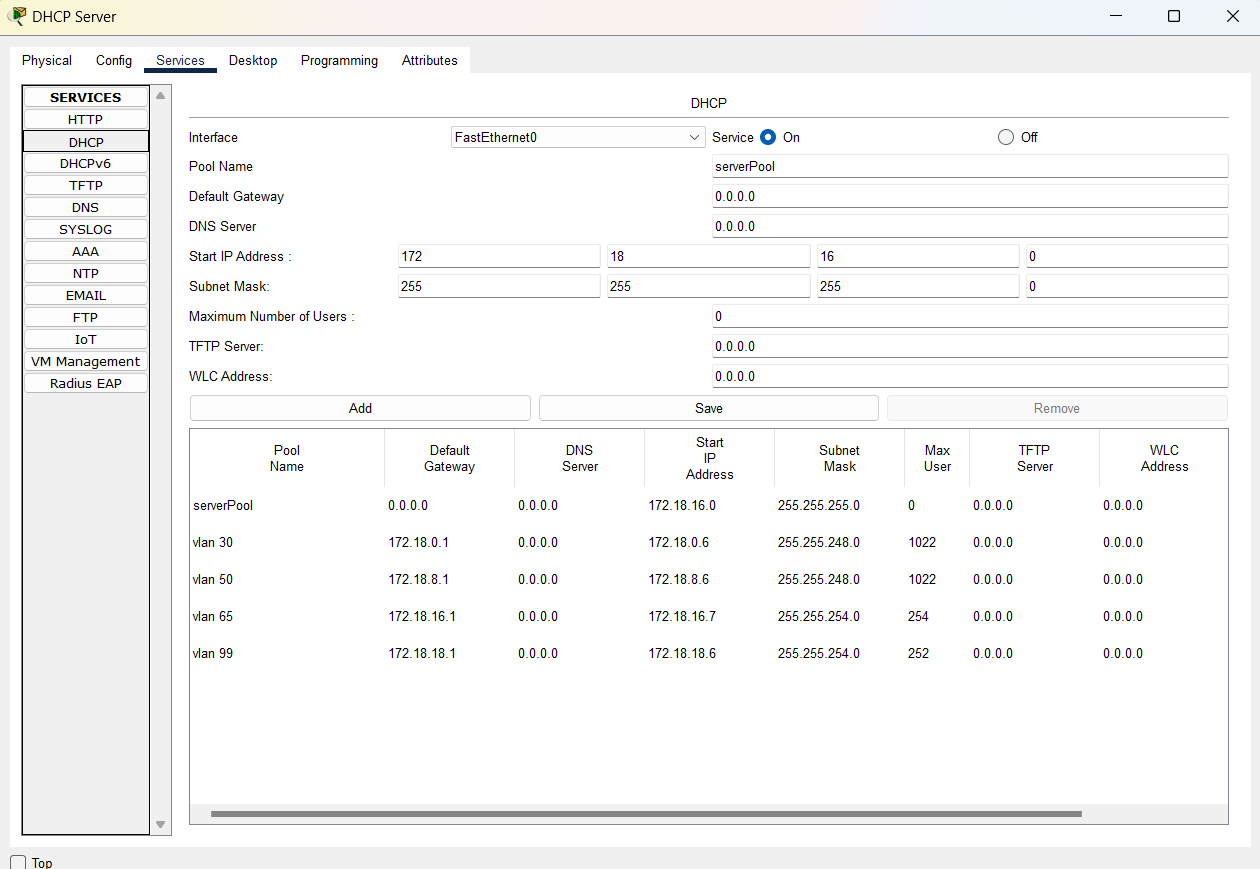 DHCP Server
Physical Config Services Desktop Programming Attributes
SERVICES
HTTP
DHCP
DHCPv6
TFTP
DNS
SYSLOG
AAA
NTP
EMAIL
FTP
IoT
VM Management
Radius EAP
DHCP
Interface FastEthernet0 Service On Off
Pool Name serverPool
Default Gateway 0.0.0.0
DNS Server 0.0.0.0
Start IP Address : 172 18 16 0
Subnet Mask: 255 255 255 0
Maximum Number of Users : 0
TFTP Server: 0.0.0.0
WLC Address: 0.0.0.0
Add Save Remove
Pool Name Default Gateway DNS Server Start IP Address Subnet Mask Max User TFTP Server WLC Address
serverPool 0.0.0.0 0.0.0.0 172.18.16.0 255.255.255.0 0 0.0.0.0 0.0.0.0
vlan 30 172.18.0.1 0.0.0.0 172.18.0.6 255.255.248.0 1022 0.0.0.0 0.0.0.0
vlan 50 172.18.8.1 0.0.0.0 172.18.8.6 255.255.248.0 1022 0.0.0.0 0.0.0.0
vlan 65 172.18.16.1 0.0.0.0 172.18.16.7 255.255.254.0 254 0.0.0.0 0.0.0.0
vlan 99 172.18.18.1 0.0.0.0 172.18.18.6 255.255.254.0 252 0.0.0.0 0.0.0.0
Top